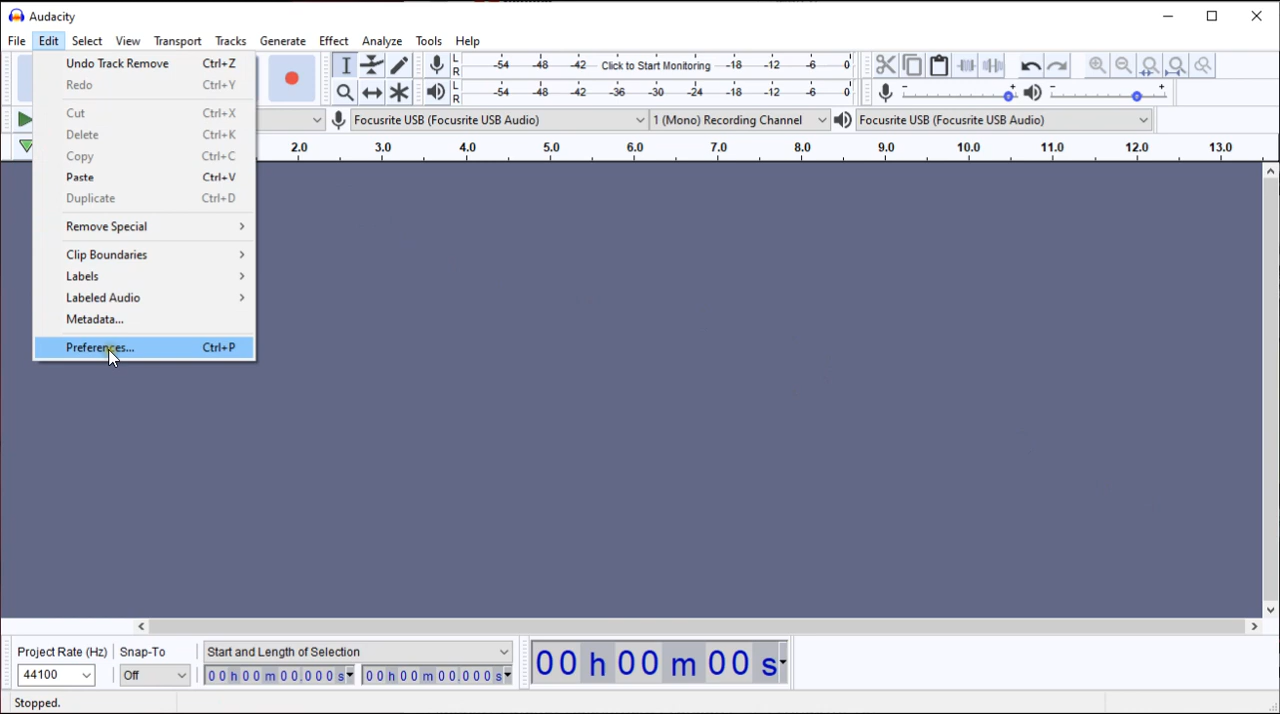 Audacity
File Edit Select View Transport Tracks Generate Effect Analyze Tools Help
Undo Track Remove Ctrl+Z
Redo Ctrl+Y
Cut Ctrl+X
Delete Ctrl+K
Copy Ctrl+C
Paste Ctrl+V
Duplicate Ctrl+D
Remove Special
Clip Boundaries
Labels
Labeled Audio
Metadata...
Preferences... Ctrl+P
L
R
-54 -48 -42 Click to Start Monitoring -18 -12 -6 0
L
R
-54 -48 -42 -36 -30 -24 -18 -12 -6 0
- +
- +
Focusrite USB (Focusrite USB Audio) 1 (Mono) Recording Channel Focusrite USB (Focusrite USB Audio)
2.0 3.0 4.0 5.0 6.0 7.0 8.0 9.0 10.0 11.0 12.0 13.0
Project Rate (Hz) Snap-To Start and Length of Selection
44100 Off 00 h 00 m 00.000 s 00 h 00 m 00.000 s
00 h 00 m 00 s
Stopped.